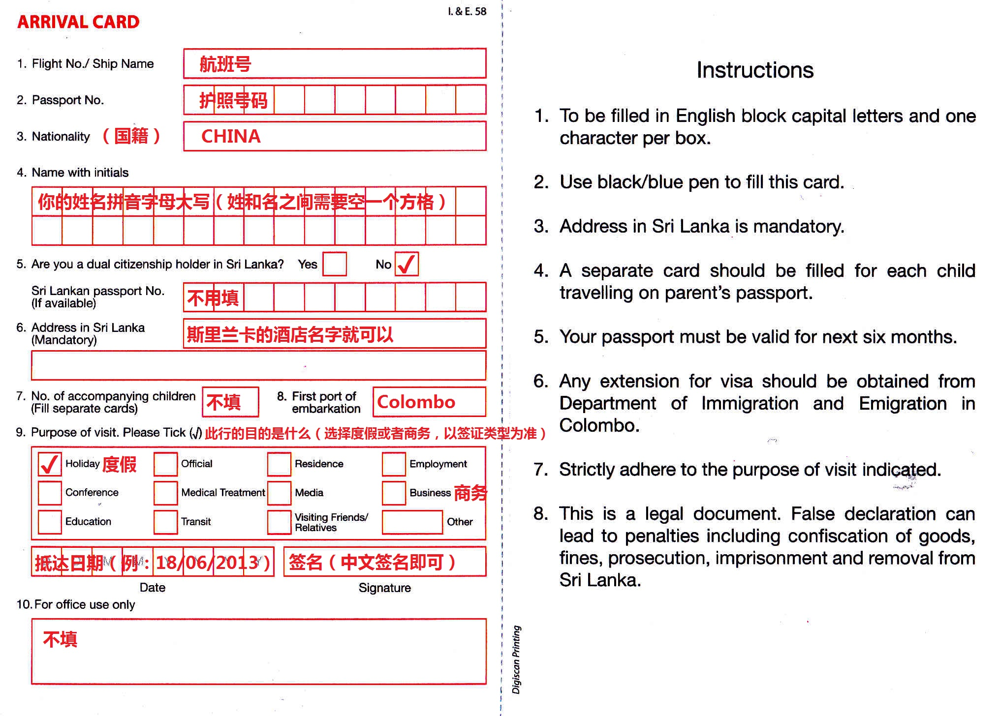 I. & E. 58
ARRIVAL CARD
1. Flight No./ Ship Name 航班号
2. Passport No. 护照号码
3. Nationality （国籍） CHINA
4. Name with initials
你的姓名拼音字母大写（姓和名之间需要空一个方格）
5. Are you a dual citizenship holder in Sri Lanka? Yes No ✓
Sri Lankan passport No.
(If available)
不用填
6. Address in Sri Lanka
(Mandatory)
斯里兰卡的酒店名字就可以
7. No. of accompanying children
(Fill separate cards)
不填
8. First port of
embarkation
Colombo
9. Purpose of visit. Please Tick (√) 此行的目的是什么（选择度假或者商务，以签证类型为准）
✓ Holiday 度假 Official Residence Employment
Conference Medical Treatment Media Business 商务
Education Transit Visiting Friends/
Relatives
Other
抵达日期（例：18/06/2013） 签名（中文签名即可）
Date Signature
10. For office use only
不填
Digiscan Printing
Instructions
1. To be filled in English block capital letters and one
character per box.
2. Use black/blue pen to fill this card.
3. Address in Sri Lanka is mandatory.
4. A separate card should be filled for each child
travelling on parent's passport.
5. Your passport must be valid for next six months.
6. Any extension for visa should be obtained from
Department of Immigration and Emigration in
Colombo.
7. Strictly adhere to the purpose of visit indicated.
8. This is a legal document. False declaration can
lead to penalties including confiscation of goods,
fines, prosecution, imprisonment and removal from
Sri Lanka.